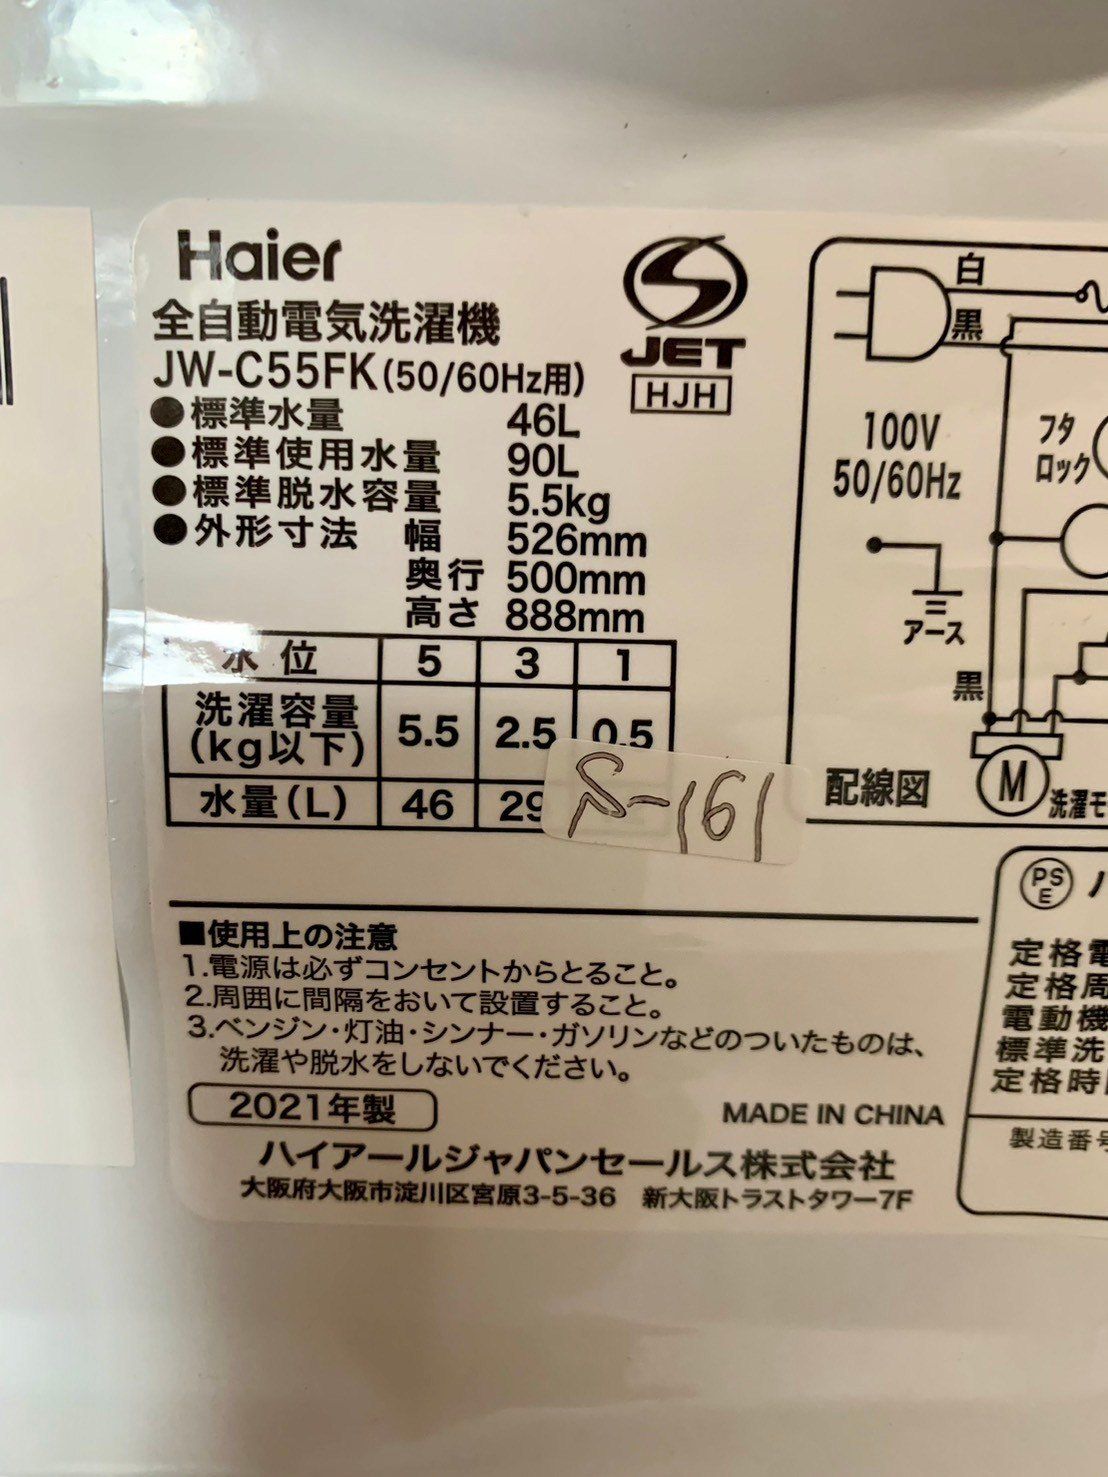 Haier
全自動電気洗濯機
JW-C55FK(50/60Hz用)
●標準水量 46L
●標準使用水量 90L
●標準脱水容量 5.5kg
●外形寸法 幅 526mm
奥行 500mm
高さ 888mm
水位 5 3 1
洗濯容量 (kg以下) 5.5 2.5 0.5
水量(L) 46 29
S-161
■使用上の注意
1.電源は必ずコンセントからとること。
2.周囲に間隔をおいて設置すること。
3.ベンジン・灯油・シンナー・ガソリンなどのついたものは、
洗濯や脱水をしないでください。
2021年製
MADE IN CHINA
ハイアールジャパンセールス株式会社
大阪府大阪市淀川区宮原3-5-36 新大阪トラストタワー7F
JET
HJH
白
黒
100V
50/60Hz
フタ
ロック
アース
黒
配線図
M
洗濯モ
PS
E
ハ
定格電
定格周
電動機
標準洗
定格時間
製造番号